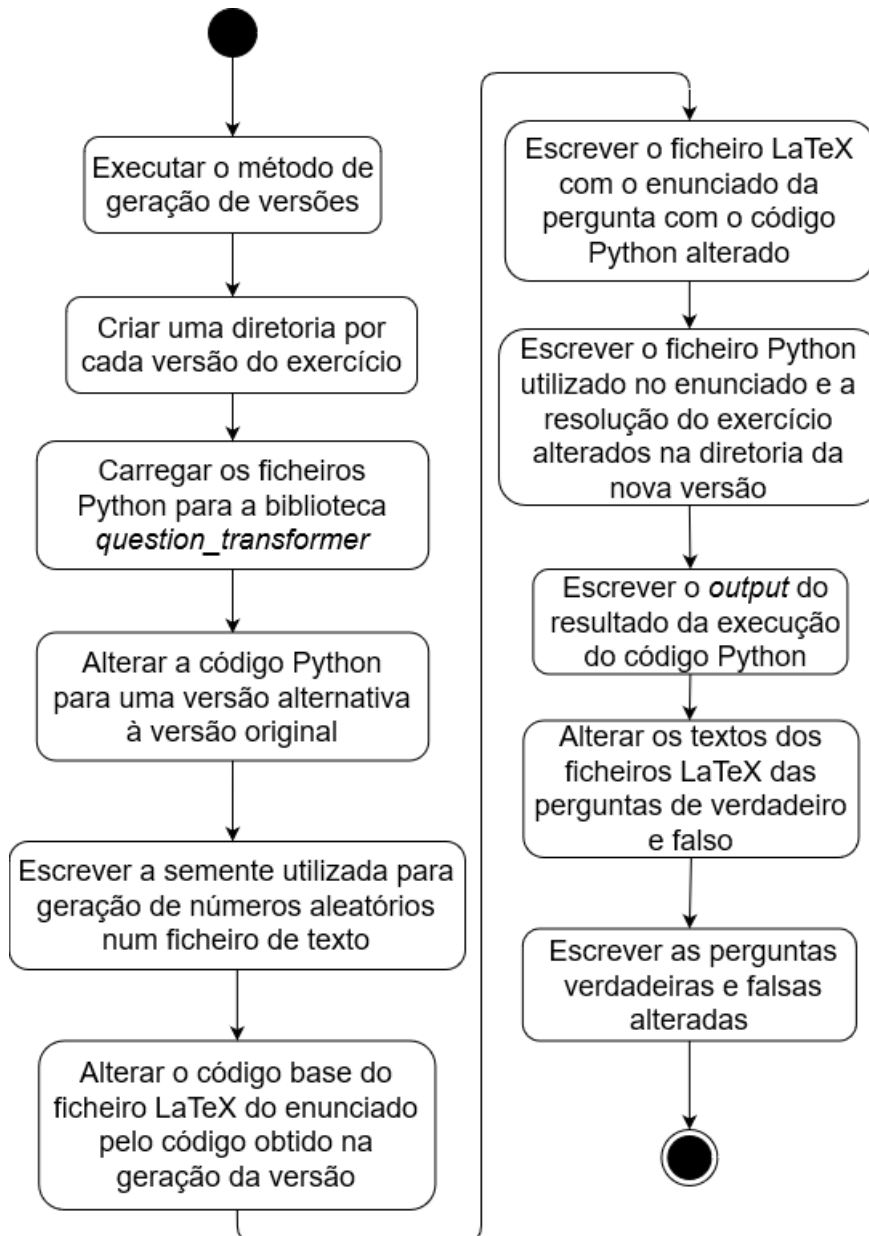 Executar o método de
geração de versões
Criar uma diretoria por
cada versão do exercício
Carregar os ficheiros
Python para a biblioteca
question_transformer
Alterar a código Python
para uma versão alternativa
à versão original
Escrever a semente utilizada para
geração de números aleatórios
num ficheiro de texto
Alterar o código base do
ficheiro LaTeX do enunciado
pelo código obtido na
geração da versão
Escrever o ficheiro LaTeX
com o enunciado da
pergunta com o código
Python alterado
Escrever o ficheiro Python
utilizado no enunciado e a
resolução do exercício
alterados na diretoria da
nova versão
Escrever o output do
resultado da execução
do código Python
Alterar os textos dos
ficheiros LaTeX das
perguntas de verdadeiro
e falso
Escrever as perguntas
verdadeiras e falsas
alteradas